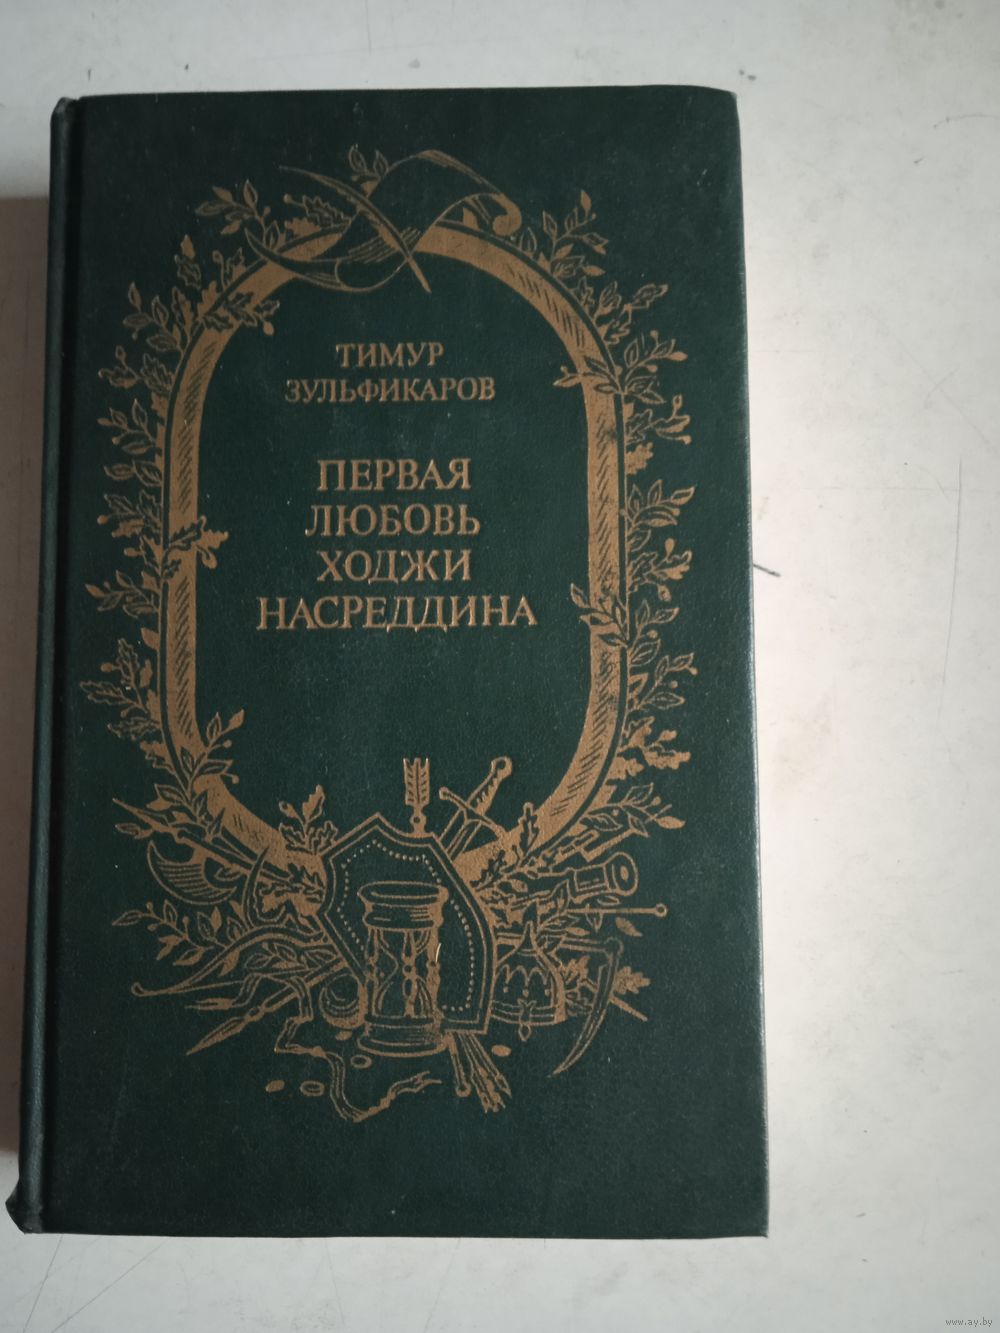 ТИМУР
ЗУЛЬФИКАРОВ
ПЕРВАЯ
ЛЮБОВЬ
ХОДЖИ
НАСРЕДДИНА
www.ay.by